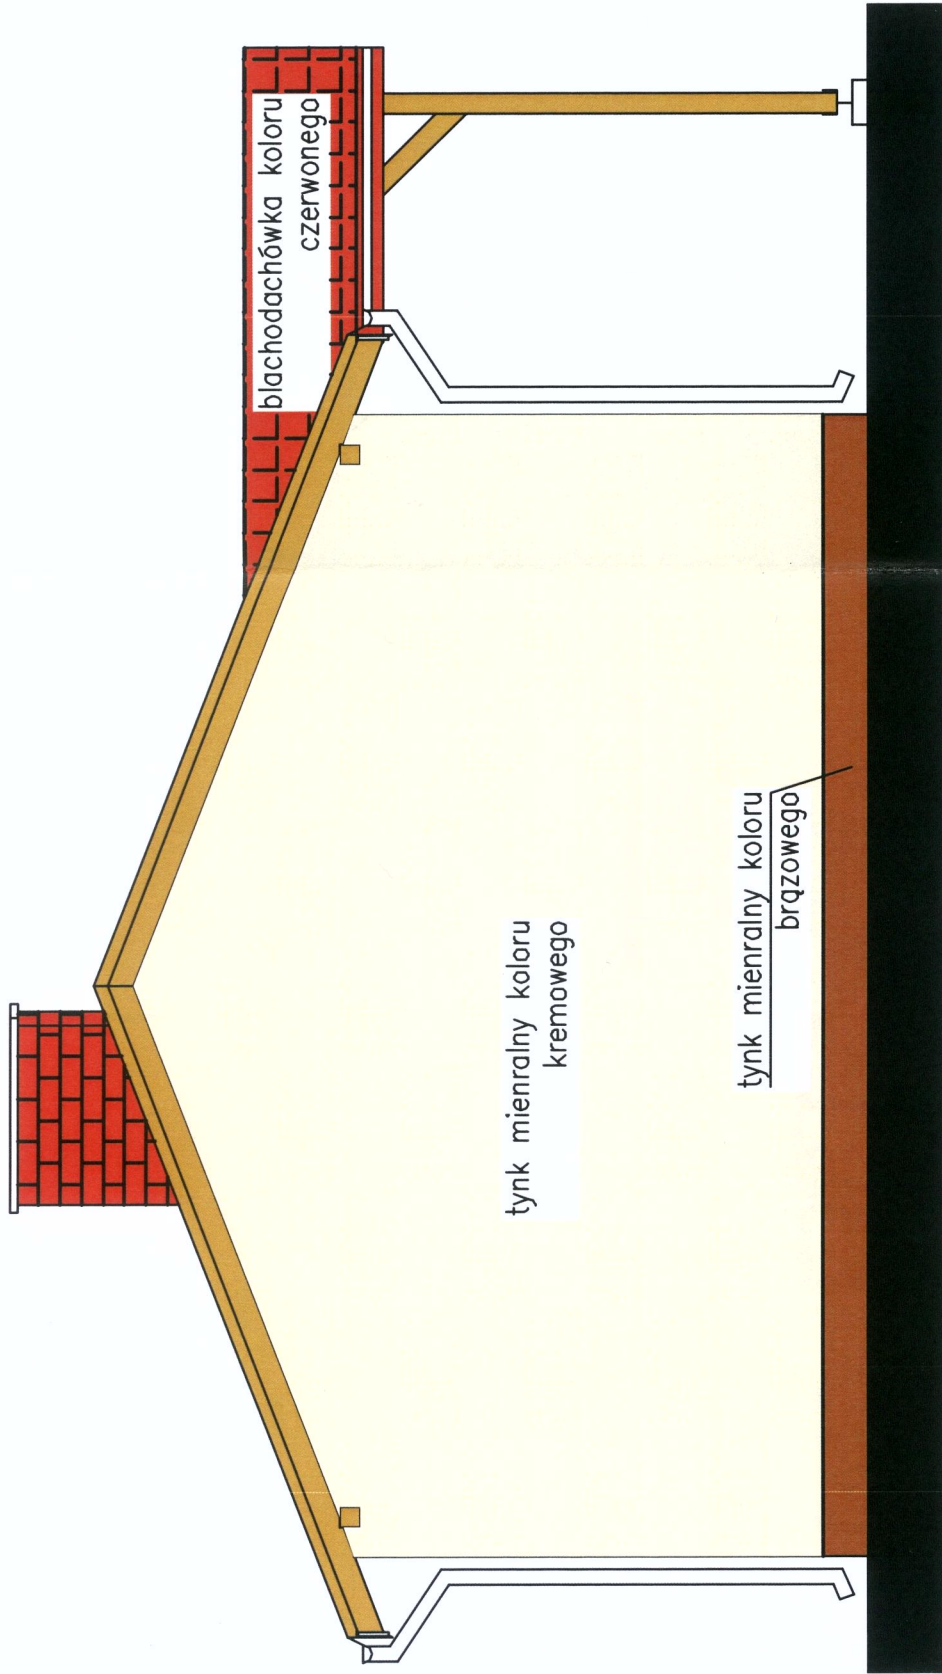 blachodachówka koloru
czerwonego
tynk mienralny koloru
kremowego
tynk mienralny koloru
brązowego